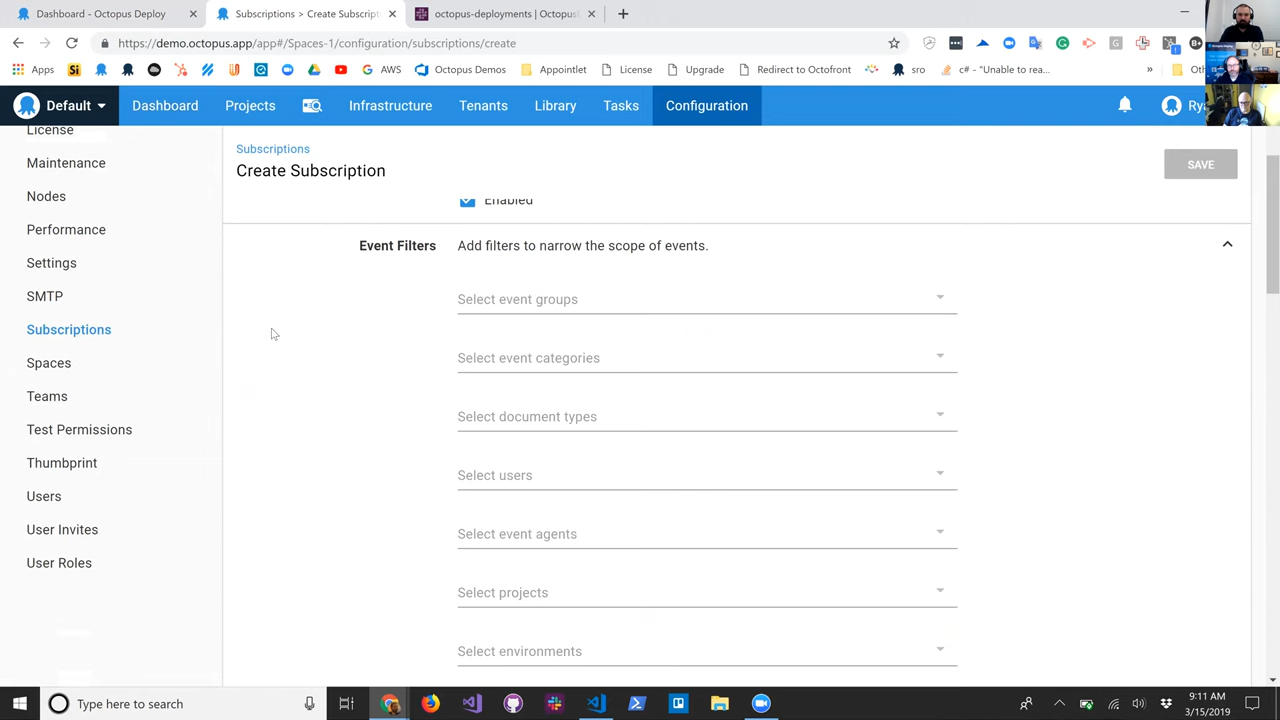 Dashboard - Octopus Deploy
Subscriptions > Create Subscript
octopus-deployments | Octopus
https://demo.octopus.app/app#/Spaces-1/configuration/subscriptions/create
Apps
AWS
Octopus Demos
AppOutlet
License
Upgrade
Redirect to Octofront
sro
c# - "Unable to rea...
»
Default
Dashboard
Projects
Infrastructure
Tenants
Library
Tasks
Configuration
License
Maintenance
Nodes
Performance
Settings
SMTP
Subscriptions
Spaces
Teams
Test Permissions
Thumbprint
Users
User Invites
User Roles
Subscriptions
Create Subscription
SAVE
Enabled
Event Filters
Add filters to narrow the scope of events.
Select event groups
Select event categories
Select document types
Select users
Select event agents
Select projects
Select environments
Type here to search
9:11 AM
3/15/2019